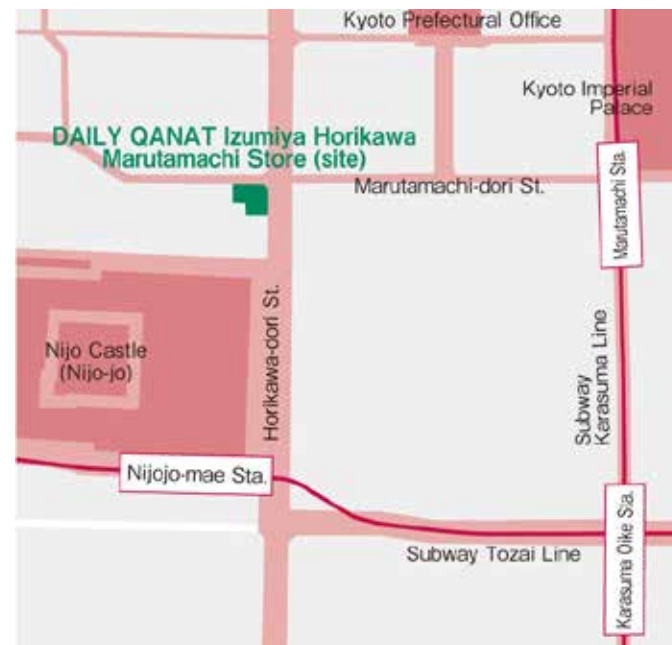 Kyoto Prefectural Office
Kyoto Imperial
Palace
DAILY QANAT Izumiya Horikawa
Marutamachi Store (site)
Marutamachi-dori St.
Marutamachi Sta.
Horikawa-dori St.
Nijo Castle
(Nijo-jo)
Subway
Karasuma Line
Nijojo-mae Sta.
Subway Tozai Line
Karasuma Oike Sta.